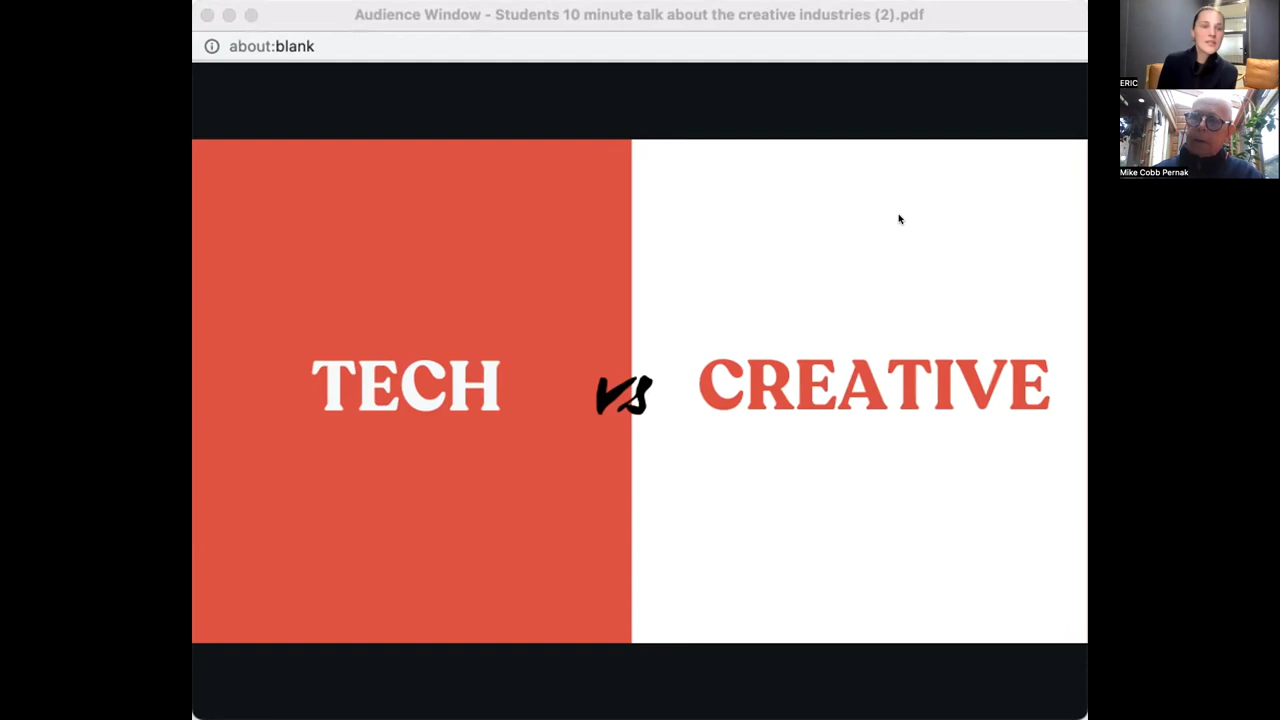 Audience Window - Students 10 minute talk about the creative industries (2).pdf
about:blank
TECH vs CREATIVE
ERIC
Mike Cobb Pernak